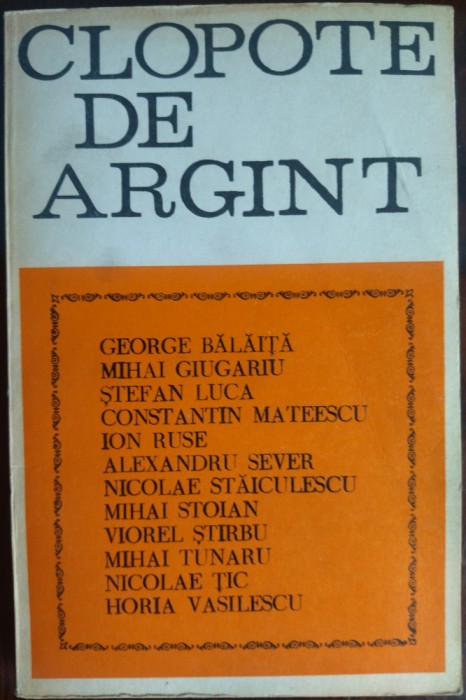 CLOPOTE
DE
ARGINT
GEORGE BĂLĂIȚĂ
MIHAI GIUGARIU
ȘTEFAN LUCA
CONSTANTIN MATEESCU
ION RUSE
ALEXANDRU SEVER
NICOLAE STĂICULESCU
MIHAI STOIAN
VIOREL ȘTIRBU
MIHAI TUNARU
NICOLAE ȚIC
HORIA VASILESCU